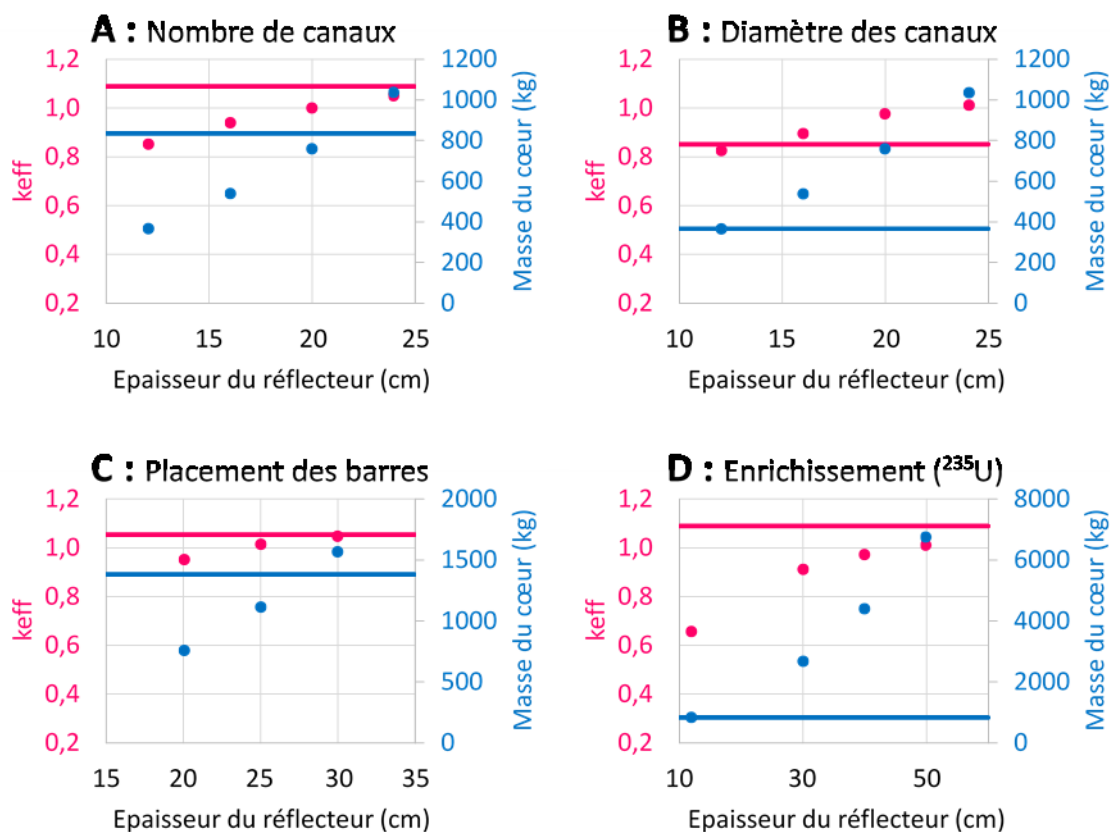 A : Nombre de canaux
1,2
1,0
0,8
0,6
0,4
0,2
keff
1200
1000
800
600
400
200
0
Masse du cœur (kg)
10 15 20 25
Epaisseur du réflecteur (cm)
B : Diamètre des canaux
1,2
1,0
0,8
0,6
0,4
0,2
keff
1200
1000
800
600
400
200
0
Masse du cœur (kg)
10 15 20 25
Epaisseur du réflecteur (cm)
C : Placement des barres
1,2
1,0
0,8
0,6
0,4
0,2
keff
2000
1500
1000
500
0
Masse du cœur (kg)
15 20 25 30 35
Epaisseur du réflecteur (cm)
D : Enrichissement (²³⁵U)
1,2
1,0
0,8
0,6
0,4
0,2
keff
8000
6000
4000
2000
0
Masse du cœur (kg)
10 30 50
Epaisseur du réflecteur (cm)